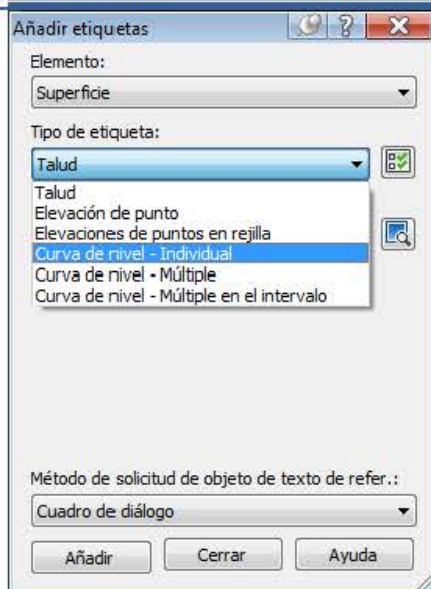 Añadir etiquetas
Elemento:
Superficie
Tipo de etiqueta:
Talud
Talud
Elevación de punto
Elevaciones de puntos en rejilla
Curva de nivel - Individual
Curva de nivel - Múltiple
Curva de nivel - Múltiple en el intervalo
Método de solicitud de objeto de texto de refer.:
Cuadro de diálogo
Añadir Cerrar Ayuda